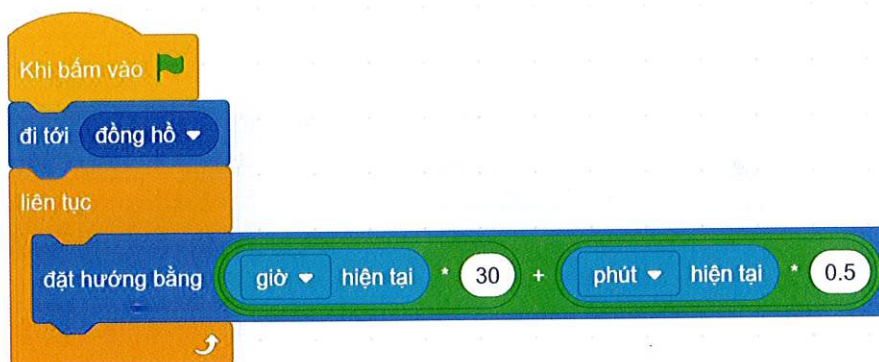 Khi bấm vào
đi tới đồng hồ
liên tục
đặt hướng bằng giờ hiện tại * 30 + phút hiện tại * 0.5